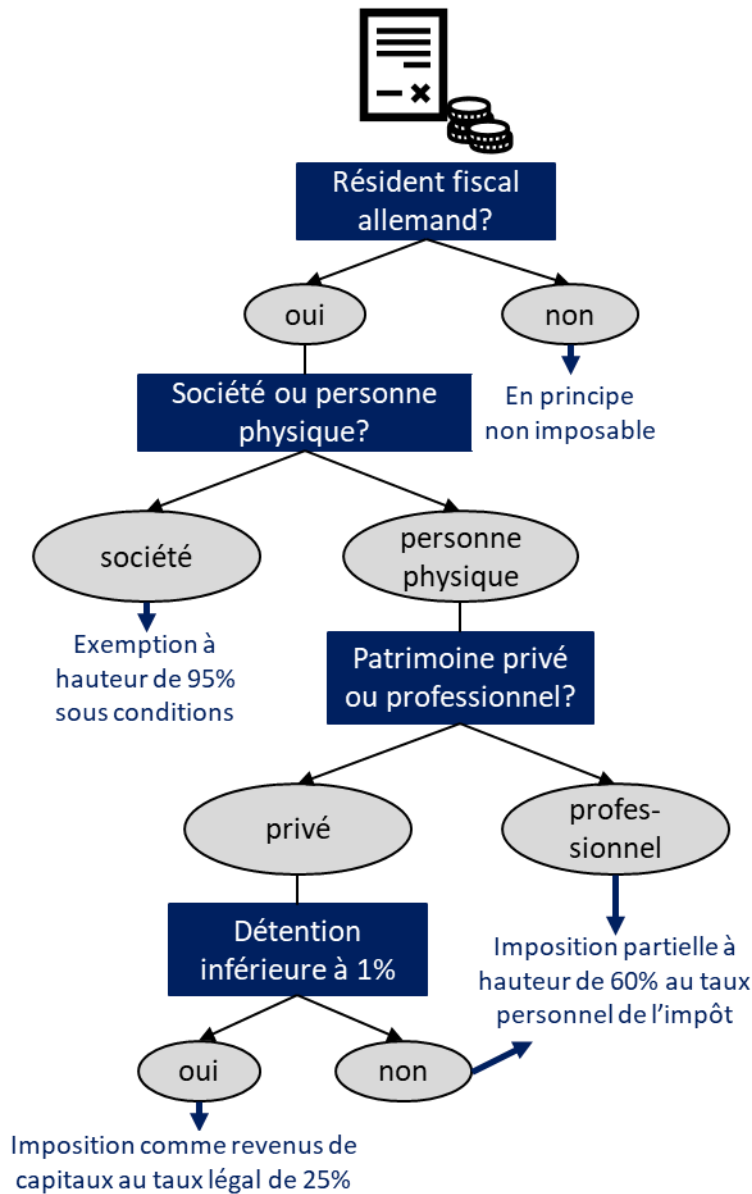 Résident fiscal
allemand?
oui
non
Société ou personne
physique?
En principe
non imposable
société
personne
physique
Exemption à
hauteur de 95%
sous conditions
Patrimoine privé
ou professionnel?
privé
profes-
sionnel
Détention
inférieure à 1%
Imposition partielle à
hauteur de 60% au taux
personnel de l’impôt
oui
non
Imposition comme revenus de
capitaux au taux légal de 25%